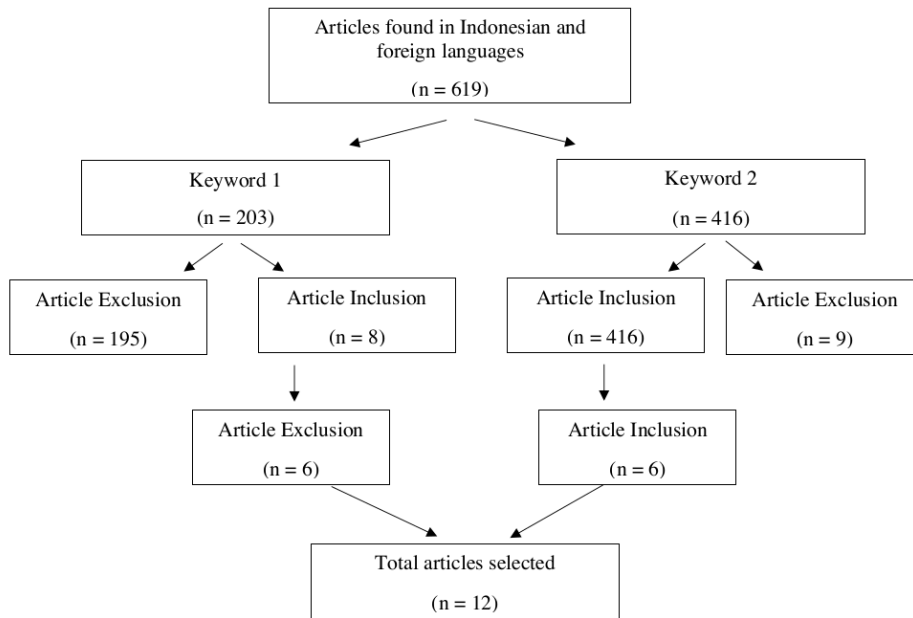 Articles found in Indonesian and
foreign languages
(n = 619)
Keyword 1
(n = 203)
Keyword 2
(n = 416)
Article Exclusion
(n = 195)
Article Inclusion
(n = 8)
Article Inclusion
(n = 416)
Article Exclusion
(n = 9)
Article Exclusion
(n = 6)
Article Inclusion
(n = 6)
Total articles selected
(n = 12)